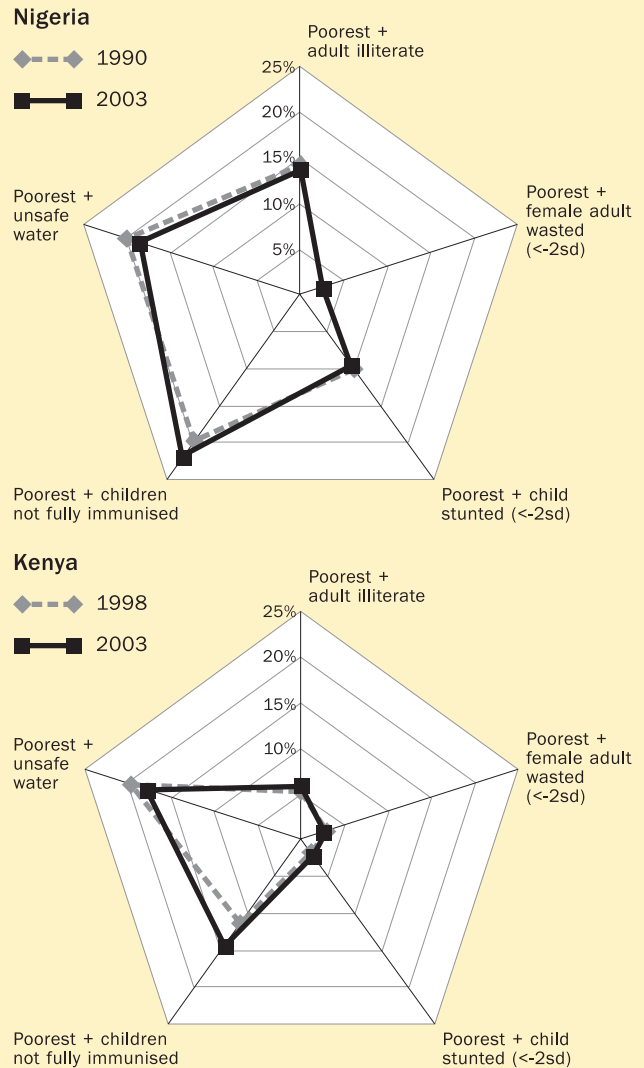 Nigeria
1990
2003
Poorest +
adult illiterate
25%
20%
15%
10%
5%
Poorest +
unsafe
water
Poorest +
female adult
wasted
(<-2sd)
Poorest + children
not fully immunised
Poorest + child
stunted (<-2sd)
Kenya
1998
2003
Poorest +
adult illiterate
25%
20%
15%
10%
Poorest +
unsafe
water
Poorest +
female adult
wasted
(<-2sd)
Poorest + children
not fully immunised
Poorest + child
stunted (<-2sd)